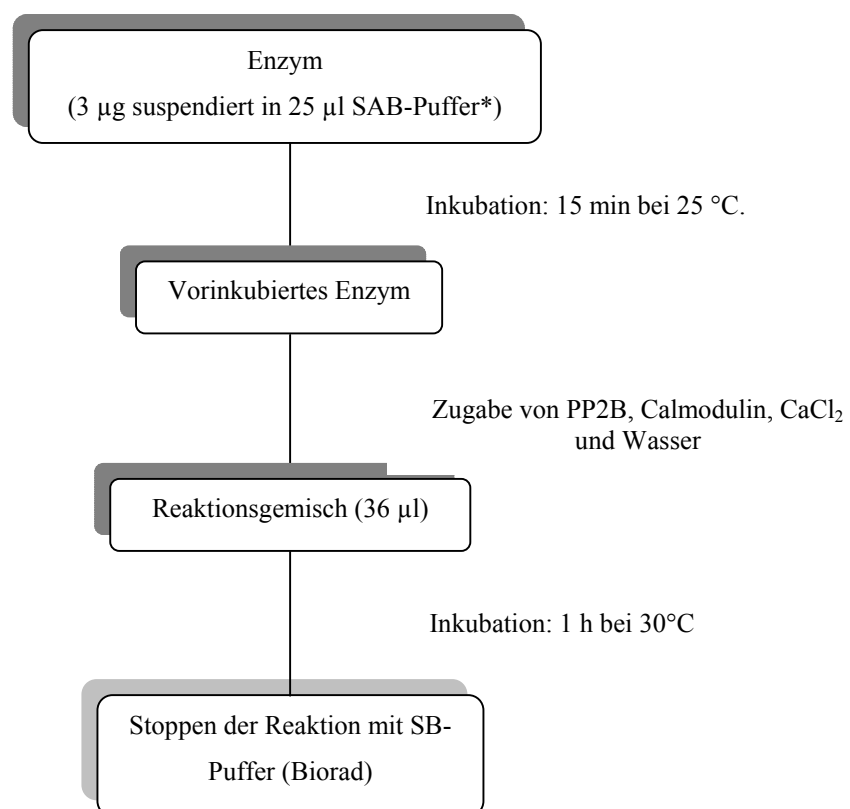 Enzym
(3 µg suspendiert in 25 µl SAB-Puffer*)
Inkubation: 15 min bei 25 °C.
Vorinkubiertes Enzym
Zugabe von PP2B, Calmodulin, CaCl₂
und Wasser
Reaktionsgemisch (36 µl)
Inkubation: 1 h bei 30°C
Stoppen der Reaktion mit SB-
Puffer (Biorad)